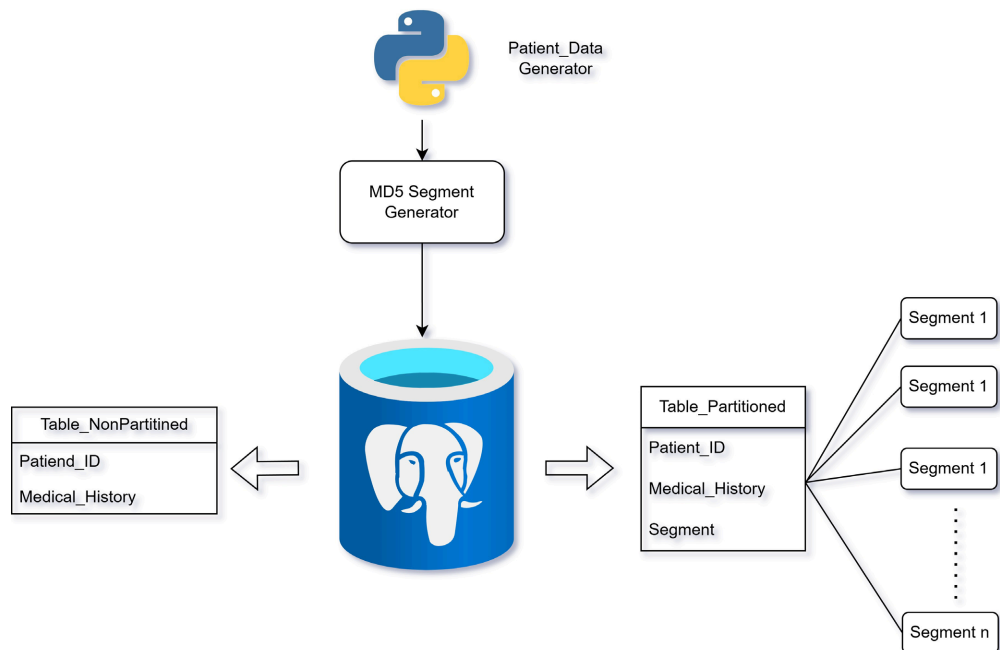 Patient_Data
Generator
MD5 Segment
Generator
Table_NonPartitined
Patiend_ID
Medical_History
Table_Partitioned
Patient_ID
Medical_History
Segment
Segment 1
Segment 1
Segment 1
Segment n